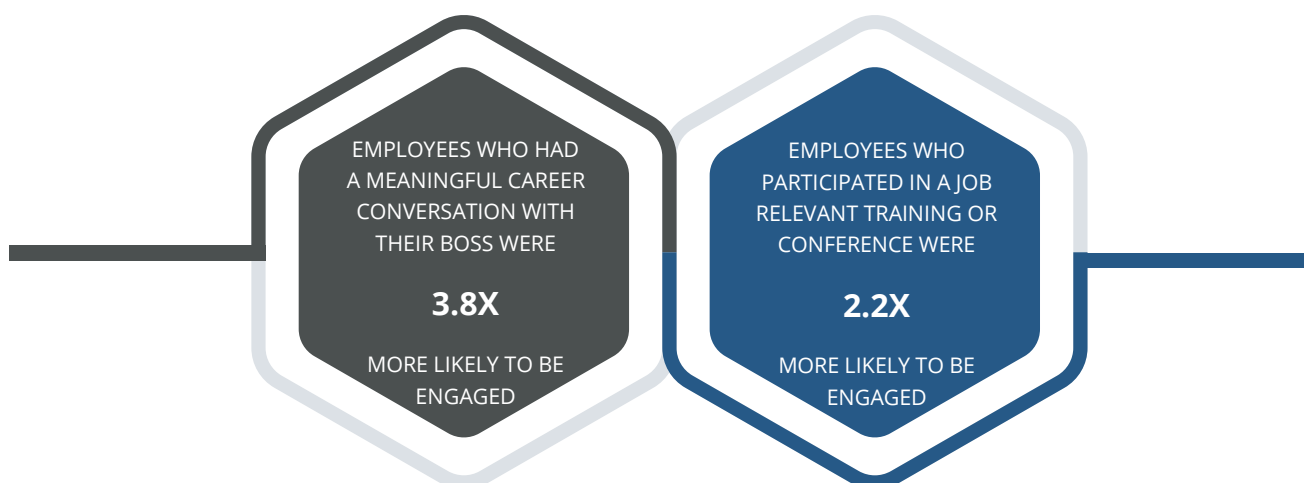 EMPLOYEES WHO HAD
A MEANINGFUL CAREER
CONVERSATION WITH
THEIR BOSS WERE
3.8X
MORE LIKELY TO BE
ENGAGED
EMPLOYEES WHO
PARTICIPATED IN A JOB
RELEVANT TRAINING OR
CONFERENCE WERE
2.2X
MORE LIKELY TO BE
ENGAGED